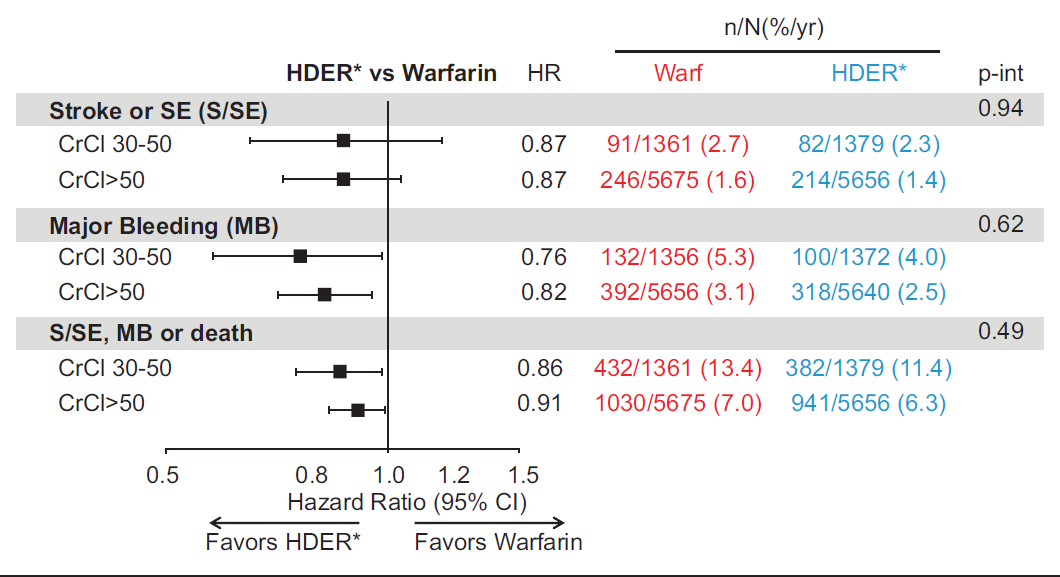 n/N(%/yr)
HDER* vs Warfarin HR Warf HDER* p-int
Stroke or SE (S/SE) 0.94
CrCl 30-50 0.87 91/1361 (2.7) 82/1379 (2.3)
CrCl>50 0.87 246/5675 (1.6) 214/5656 (1.4)
Major Bleeding (MB) 0.62
CrCl 30-50 0.76 132/1356 (5.3) 100/1372 (4.0)
CrCl>50 0.82 392/5656 (3.1) 318/5640 (2.5)
S/SE, MB or death 0.49
CrCl 30-50 0.86 432/1361 (13.4) 382/1379 (11.4)
CrCl>50 0.91 1030/5675 (7.0) 941/5656 (6.3)
0.5 0.8 1.0 1.2 1.5
Hazard Ratio (95% CI)
Favors HDER* Favors Warfarin